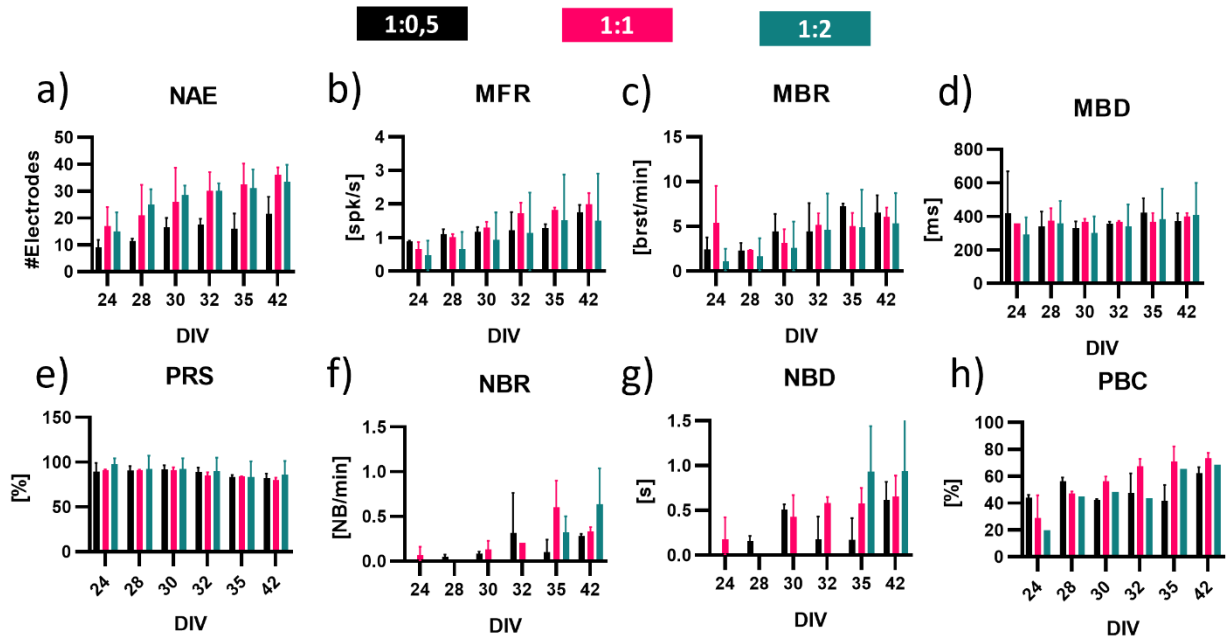 1:0,5 1:1 1:2
a) NAE
#Electrodes
50
40
30
20
10
0
24 28 30 32 35 42
DIV
b) MFR
[spk/s]
4
3
2
1
0
24 28 30 32 35 42
DIV
c) MBR
[brst/min]
15
10
5
0
24 28 30 32 35 42
DIV
d) MBD
[ms]
800
600
400
200
0
24 28 30 32 35 42
DIV
e) PRS
[%]
150
100
50
0
24 28 30 32 35 42
DIV
f) NBR
[NB/min]
1.5
1.0
0.5
0.0
24 28 30 32 35 42
DIV
g) NBD
[s]
1.5
1.0
0.5
0.0
24 28 30 32 35 42
DIV
h) PBC
[%]
100
80
60
40
20
0
24 28 30 32 35 42
DIV